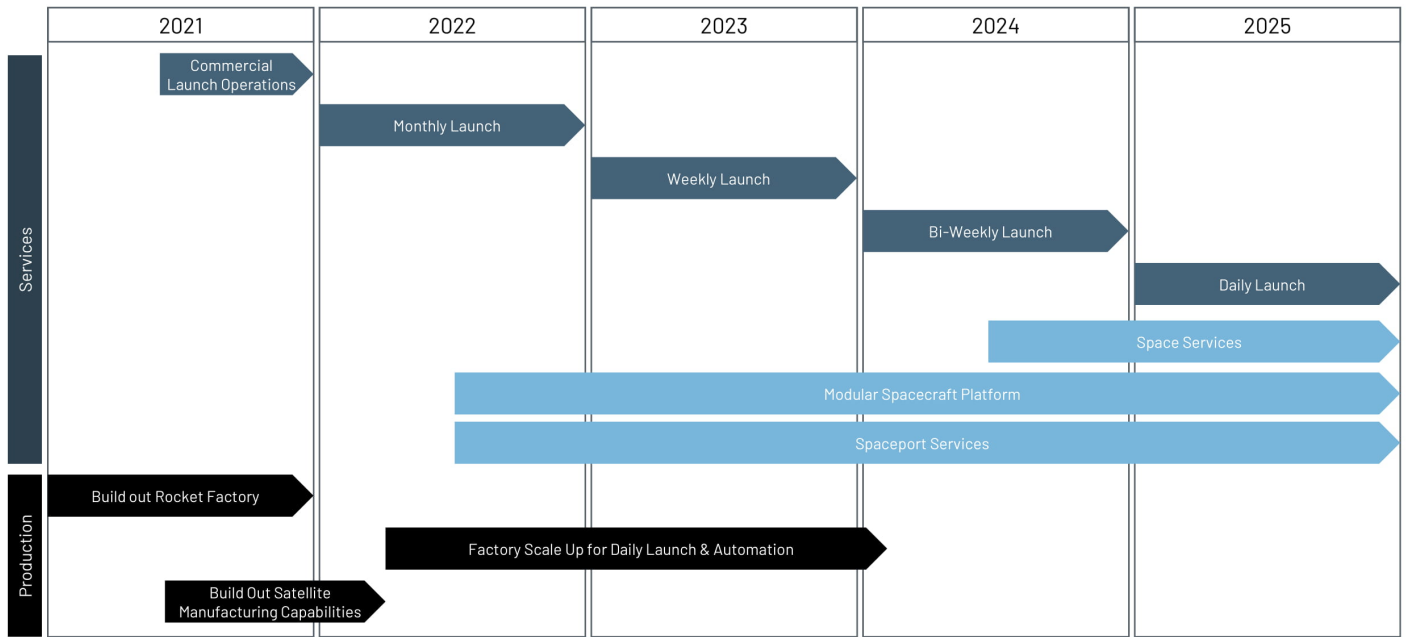 2021
2022
2023
2024
2025
Services
Commercial
Launch Operations
Monthly Launch
Weekly Launch
Bi-Weekly Launch
Daily Launch
Space Services
Modular Spacecraft Platform
Spaceport Services
Production
Build out Rocket Factory
Factory Scale Up for Daily Launch & Automation
Build Out Satellite
Manufacturing Capabilities